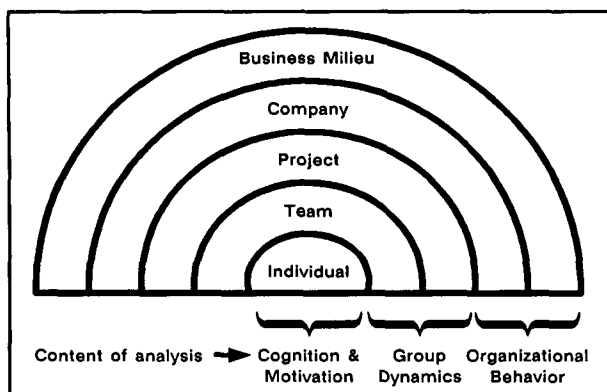 Business Milieu
Company
Project
Team
Individual
Content of analysis
Cognition &
Motivation
Group
Dynamics
Organizational
Behavior